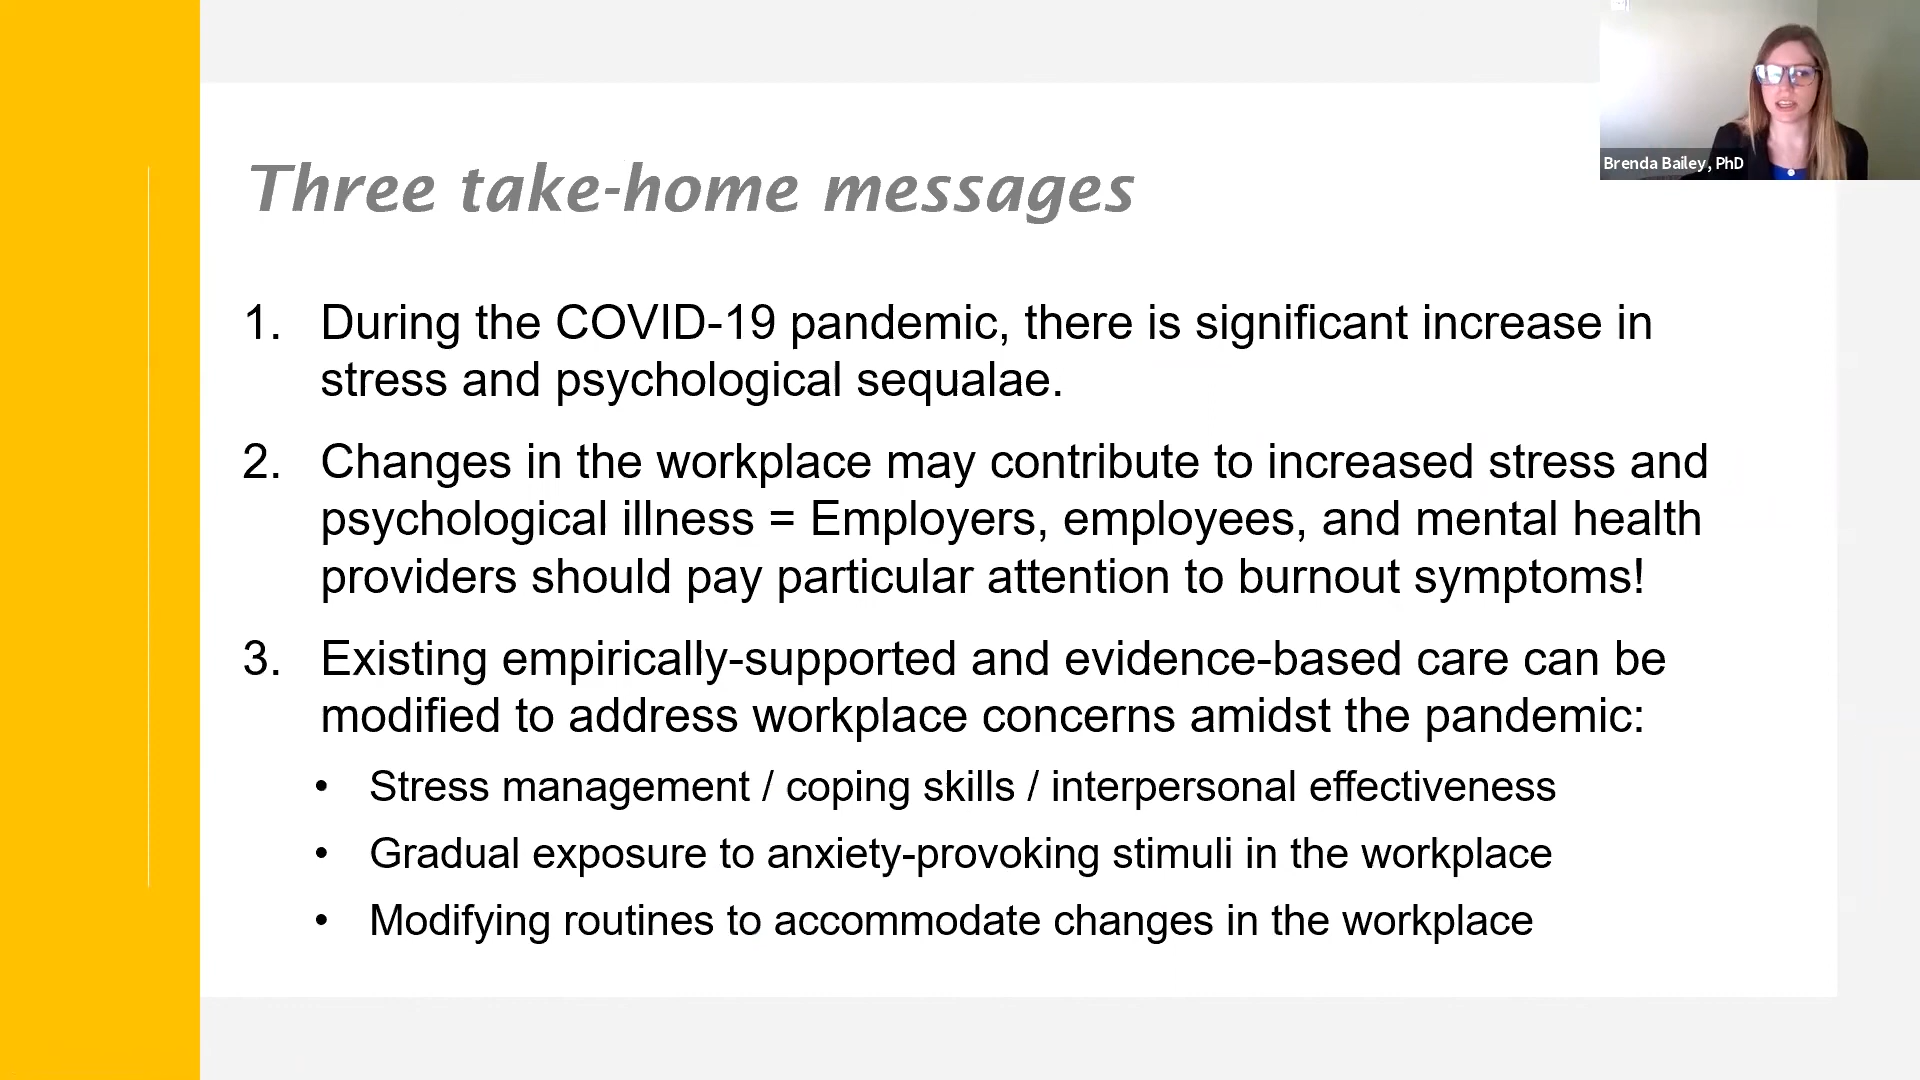 Brenda Bailey, PhD
Three take-home messages
1. During the COVID-19 pandemic, there is significant increase in
stress and psychological sequalae.
2. Changes in the workplace may contribute to increased stress and
psychological illness = Employers, employees, and mental health
providers should pay particular attention to burnout symptoms!
3. Existing empirically-supported and evidence-based care can be
modified to address workplace concerns amidst the pandemic:
• Stress management / coping skills / interpersonal effectiveness
• Gradual exposure to anxiety-provoking stimuli in the workplace
• Modifying routines to accommodate changes in the workplace